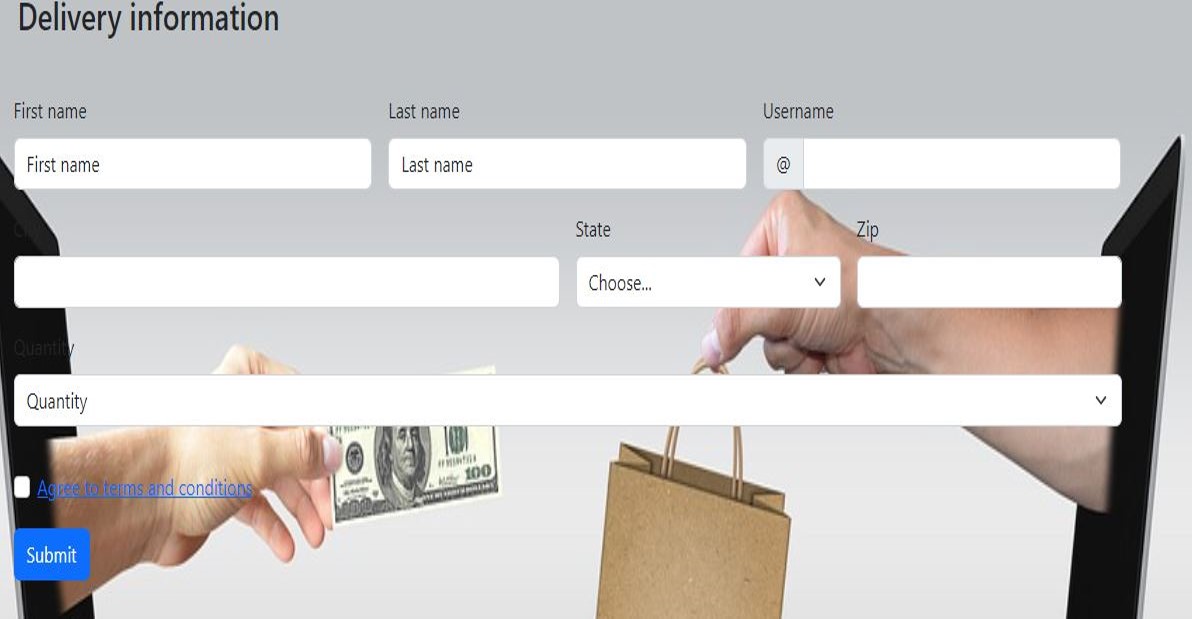 Delivery information
First name Last name Username
First name Last name @
City State Zip
Choose...
Quantity
Quantity
100
Agree to terms and conditions
Submit